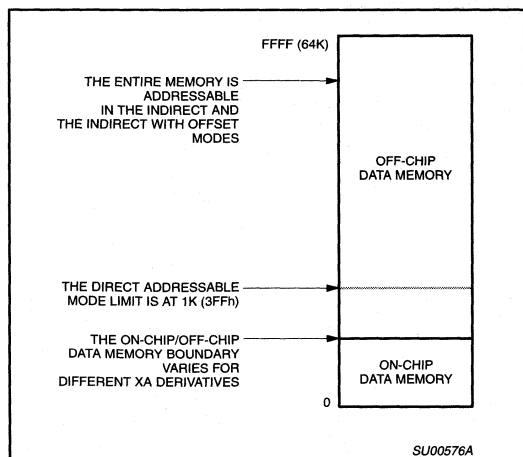 FFFF (64K)
THE ENTIRE MEMORY IS
ADDRESSABLE
IN THE INDIRECT AND
THE INDIRECT WITH OFFSET
MODES
OFF-CHIP
DATA MEMORY
THE DIRECT ADDRESSABLE
MODE LIMIT IS AT 1K (3FFh)
THE ON-CHIP/OFF-CHIP
DATA MEMORY BOUNDARY
VARIES FOR
DIFFERENT XA DERIVATIVES
ON-CHIP
DATA MEMORY
0
SU00576A